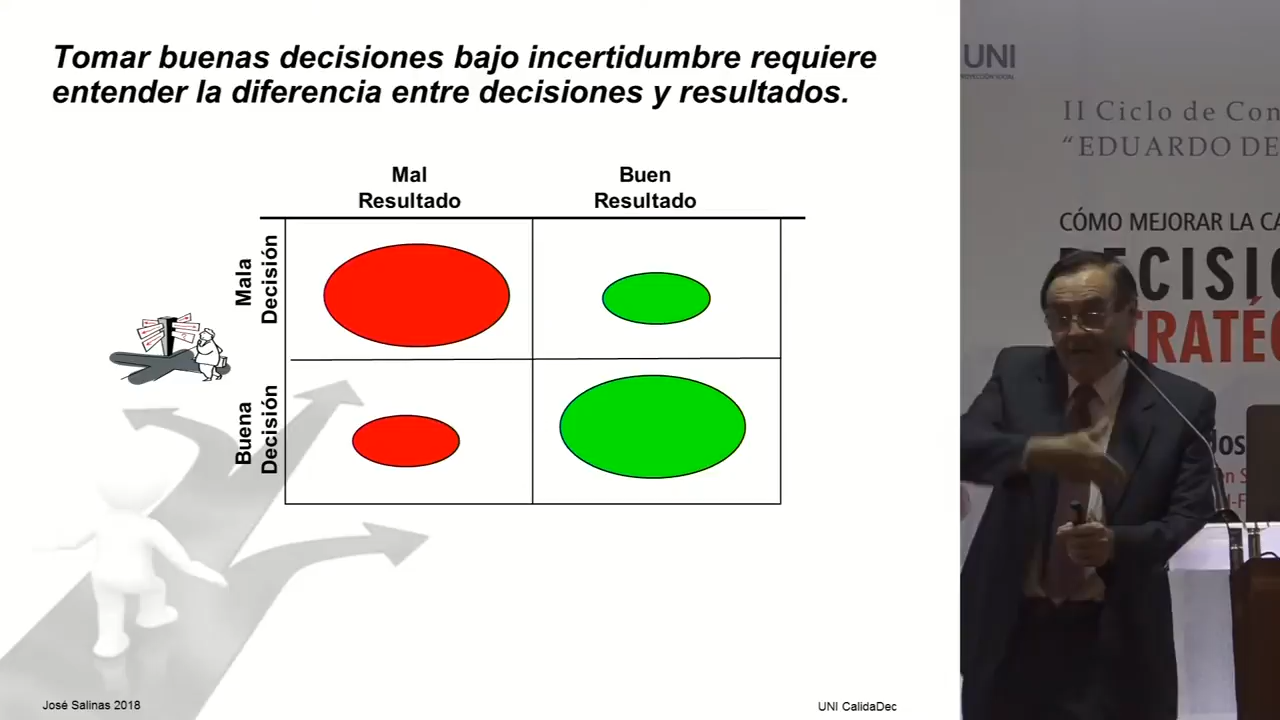 Tomar buenas decisiones bajo incertidumbre requiere
entender la diferencia entre decisiones y resultados.
Mal
Resultado
Buen
Resultado
Mala
Decisión
Buena
Decisión
José Salinas 2018
UNI CalidaDec
UNI
II Ciclo de Con
“EDUARDO DE
CÓMO MEJORAR LA CA
DECISIO
TRATÉG